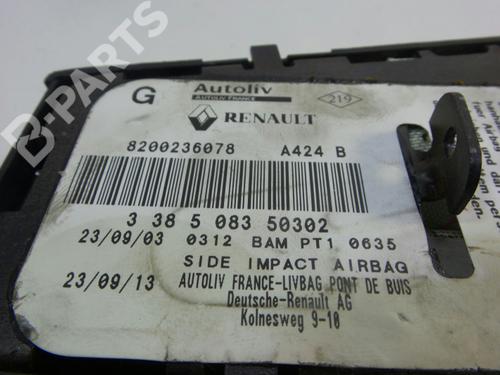 B-PARTS
G Autoliv
AUTOLIV FRANCE
219
RENAULT
8200236078 A424 B
3 38 5 083 50302
23/09/03 0312 BAM PT1 0635
SIDE IMPACT AIRBAG
23/09/13 AUTOLIV FRANCE-LIVBAG PONT DE BUIS
Deutsche-Renault AG
Kolnesweg 9-10